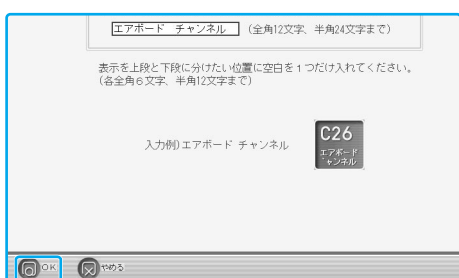 エアボード　チャンネル　（全角12文字、半角24文字まで）
表示を上段と下段に分けたい位置に空白を１つだけ入れてください。
（各全角６文字、半角12文字まで）
入力例）エアボード チャンネル
C26
エアボード
チャンネル
OK　やめる